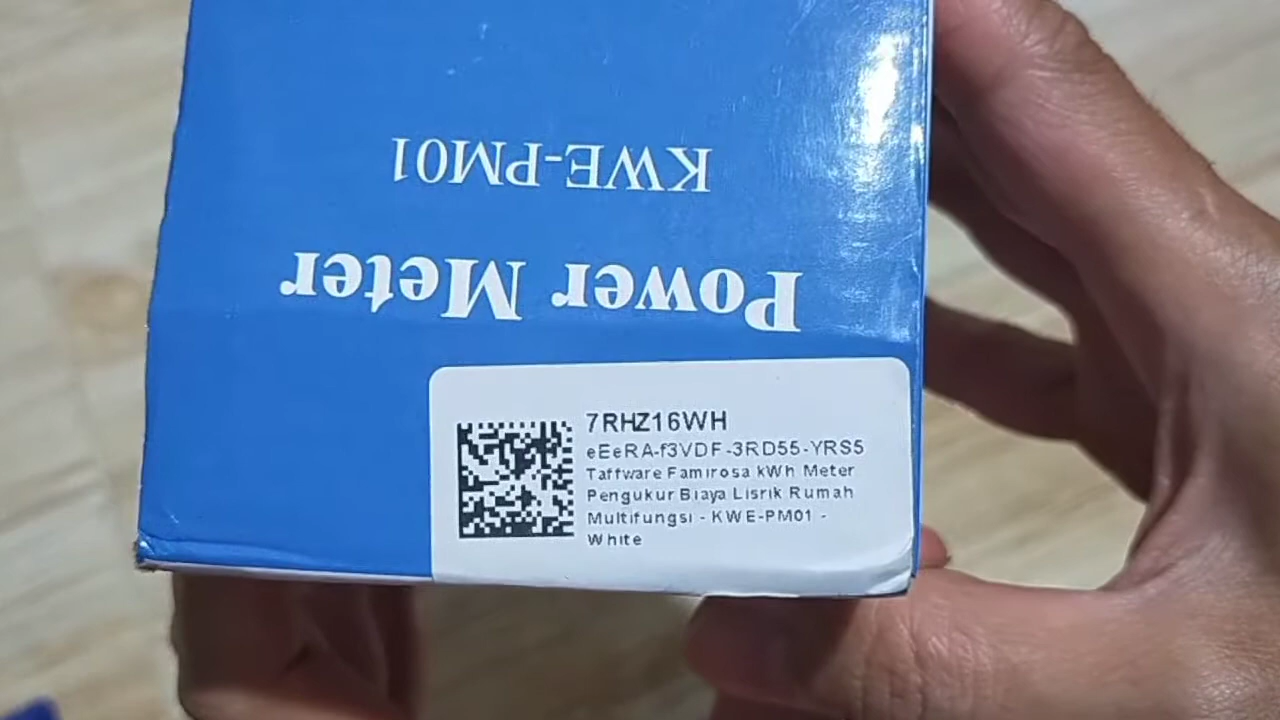 KWE-PM01
Power Meter
7RHZ16WH
eEeRA-f3VDF-3RD55-YRS5
Taffware Famirosa kWh Meter
Pengukur Biaya Lisrik Rumah
Multifungsi - KWE-PM01 -
White